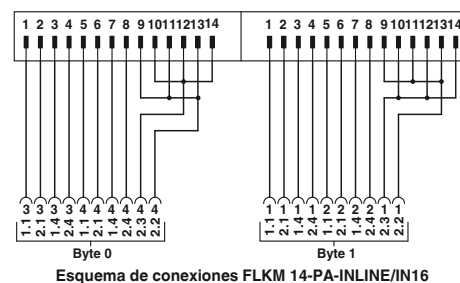 1 2 3 4 5 6 7 8 9 10 11 12 13 14
1 2 3 4 5 6 7 8 9 10 11 12 13 14
3 3 3 3 4 4 4 4 4 4
1.1 2.1 1.4 2.4 1.1 2.1 1.4 2.4 2.3 2.2
1 1 1 1 2 2 2 2 1 1
1.1 2.1 1.4 2.4 1.1 2.1 1.4 2.4 2.3 2.2
Byte 0
Byte 1
Esquema de conexiones FLKM 14-PA-INLINE/IN16